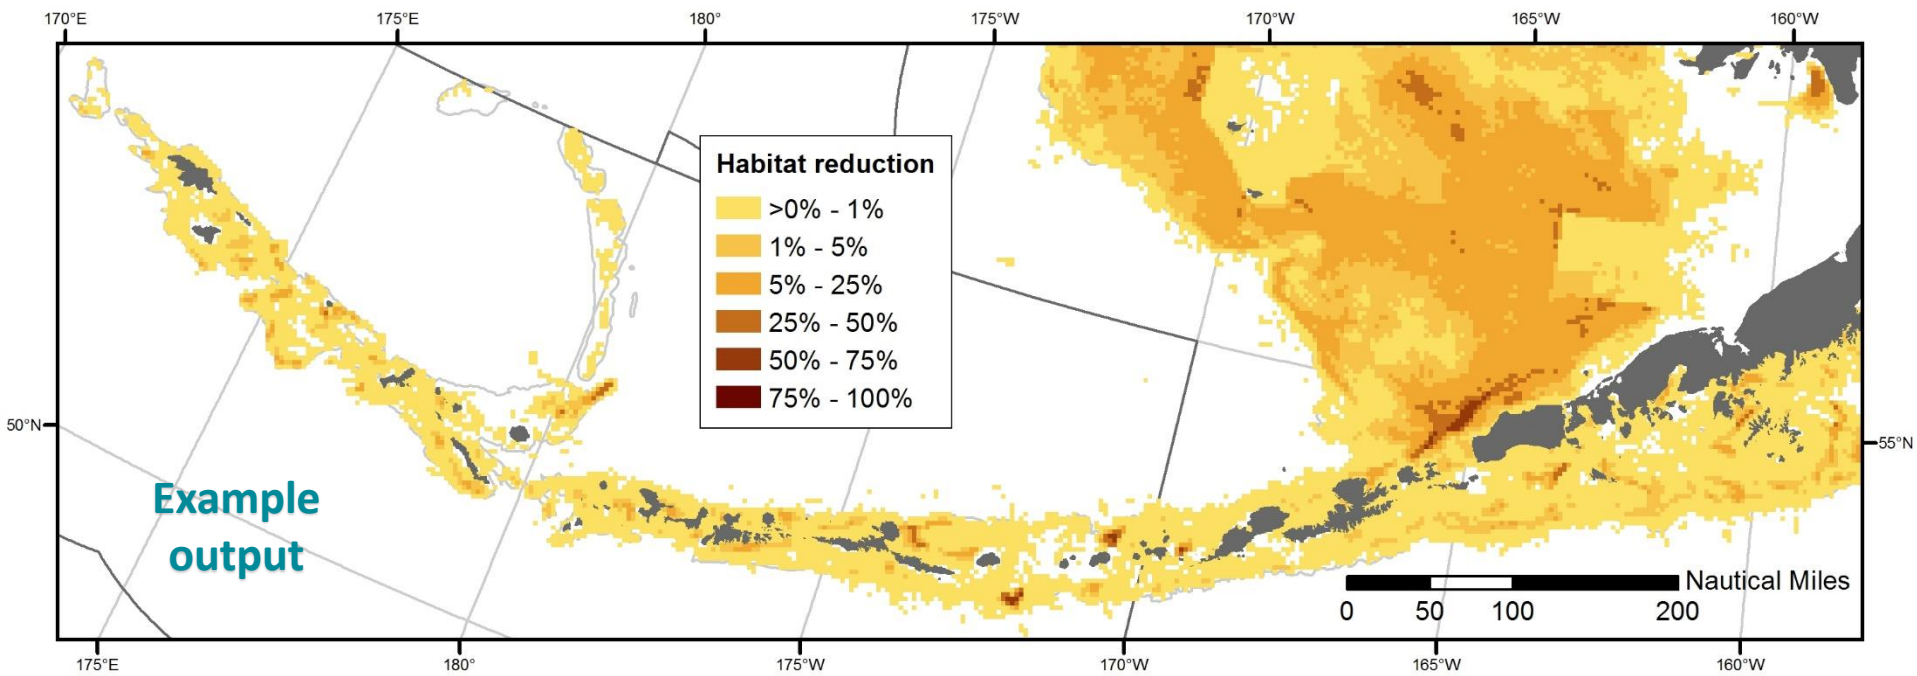 170°E 175°E 180° 175°W 170°W 165°W 160°W
Habitat reduction
>0% - 1%
1% - 5%
5% - 25%
25% - 50%
50% - 75%
75% - 100%
50°N
55°N
Example
output
Nautical Miles
0 50 100 200
175°E 180° 175°W 170°W 165°W 160°W